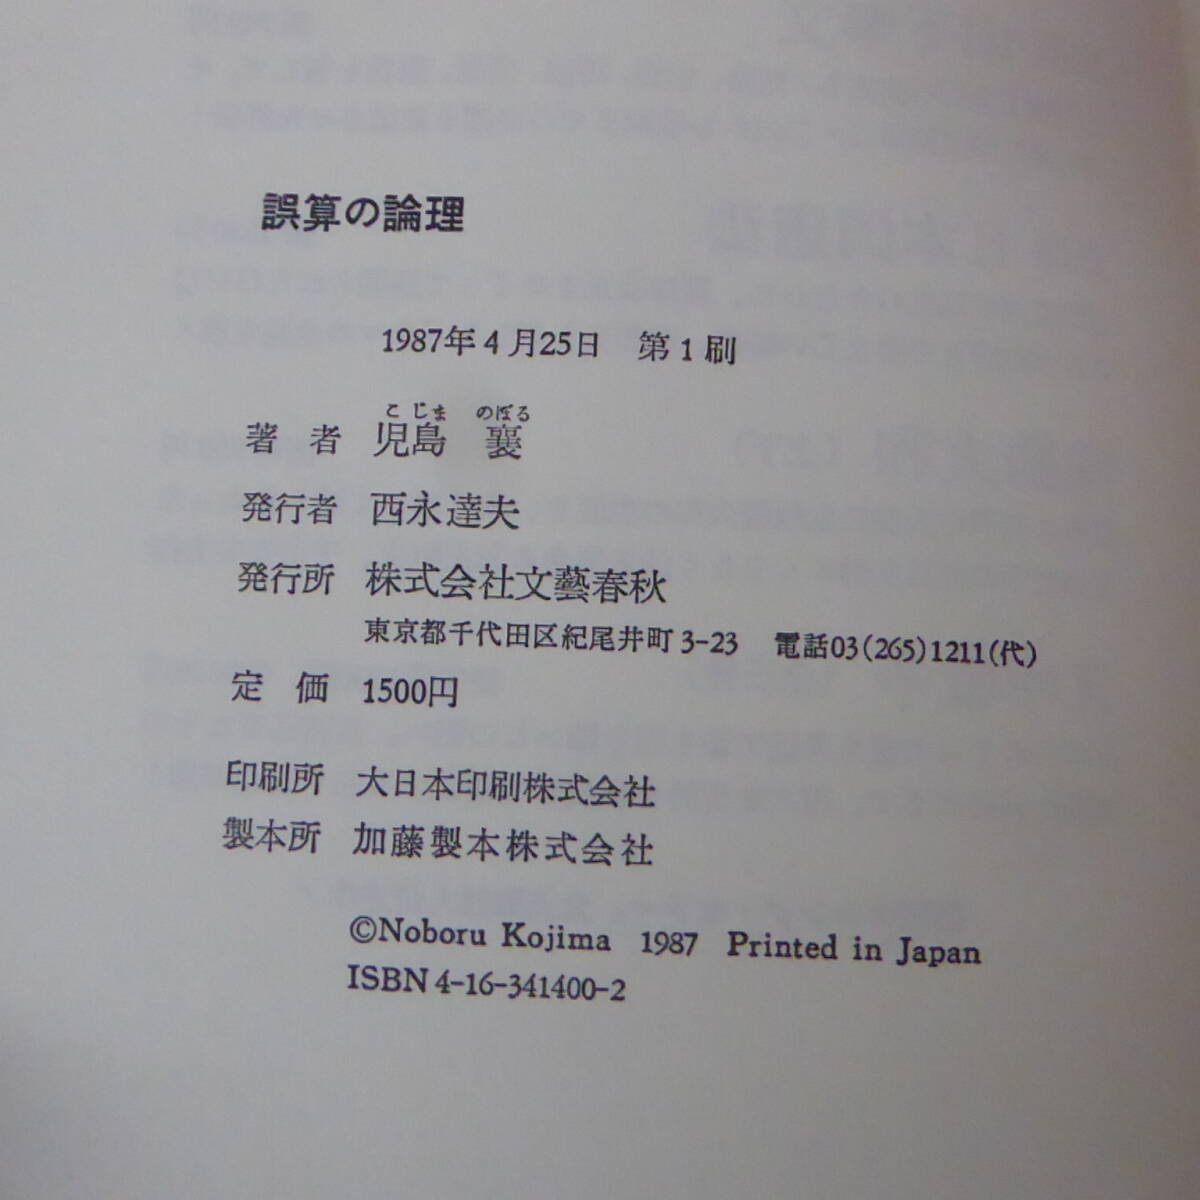 誤算の論理
1987年4月25日　第1刷
こじま　のぼる
著　者　児島　襄
発行者　西永達夫
発行所　株式会社文藝春秋
東京都千代田区紀尾井町3-23　電話03(265)1211(代)
定　価　1500円
印刷所　大日本印刷株式会社
製本所　加藤製本株式会社
©Noboru Kojima 1987 Printed in Japan
ISBN4-16-341400-2